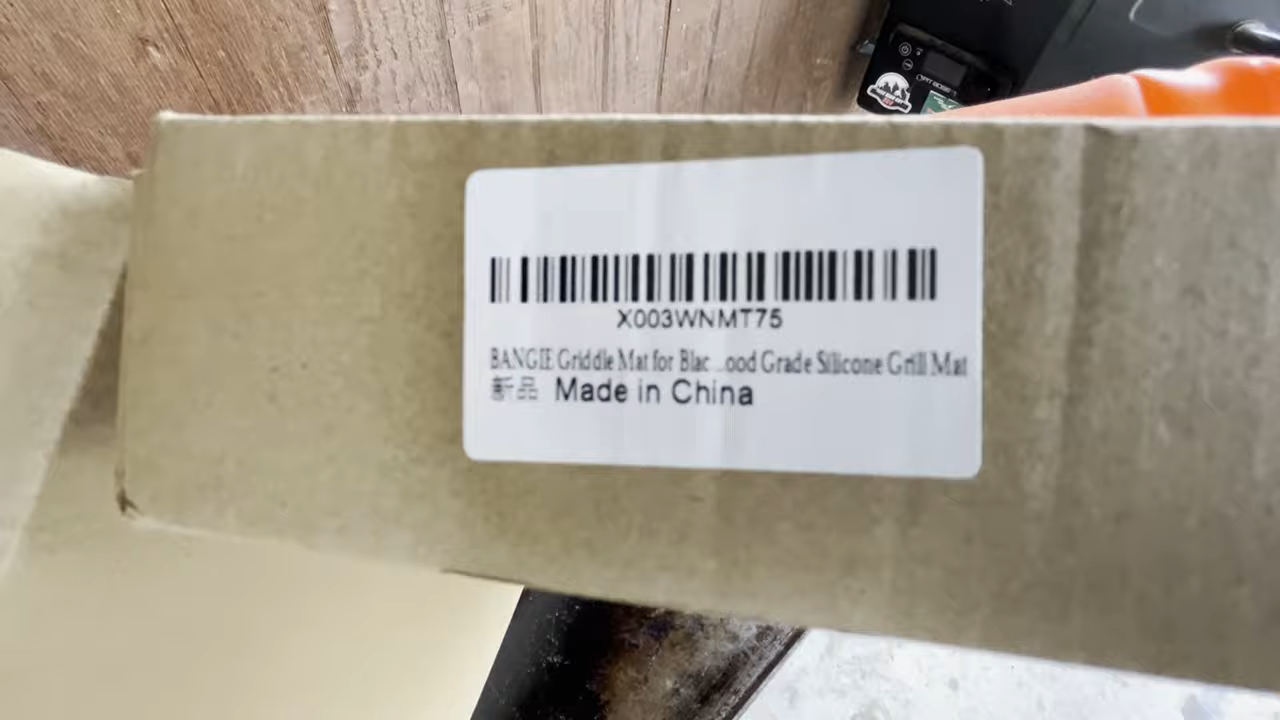 X003WNMT75
BANGIE Griddle Mat for Blac...ood Grade Silicone Grill Mat
新品 Made in China